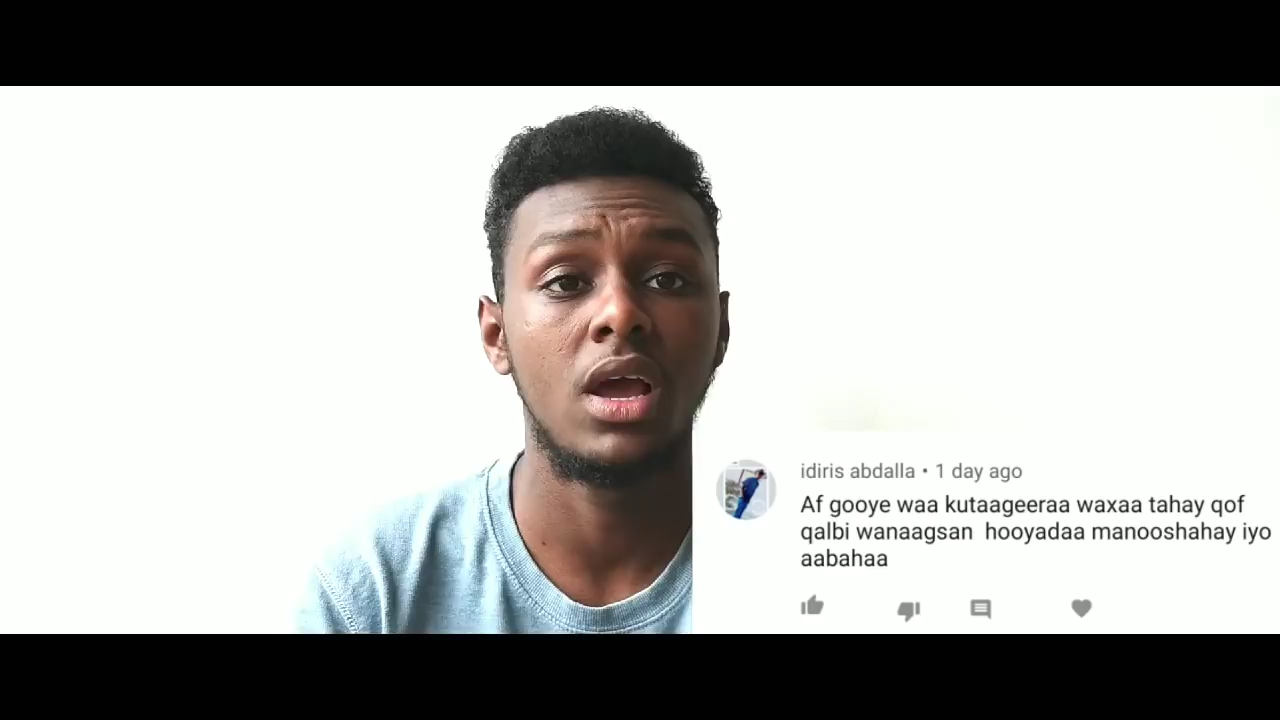 idiris abdalla • 1 day ago
Af gooye waa kutaageeraa waxaa tahay qof
qalbi wanaagsan  hooyadaa manooshahay iyo
aabahaa